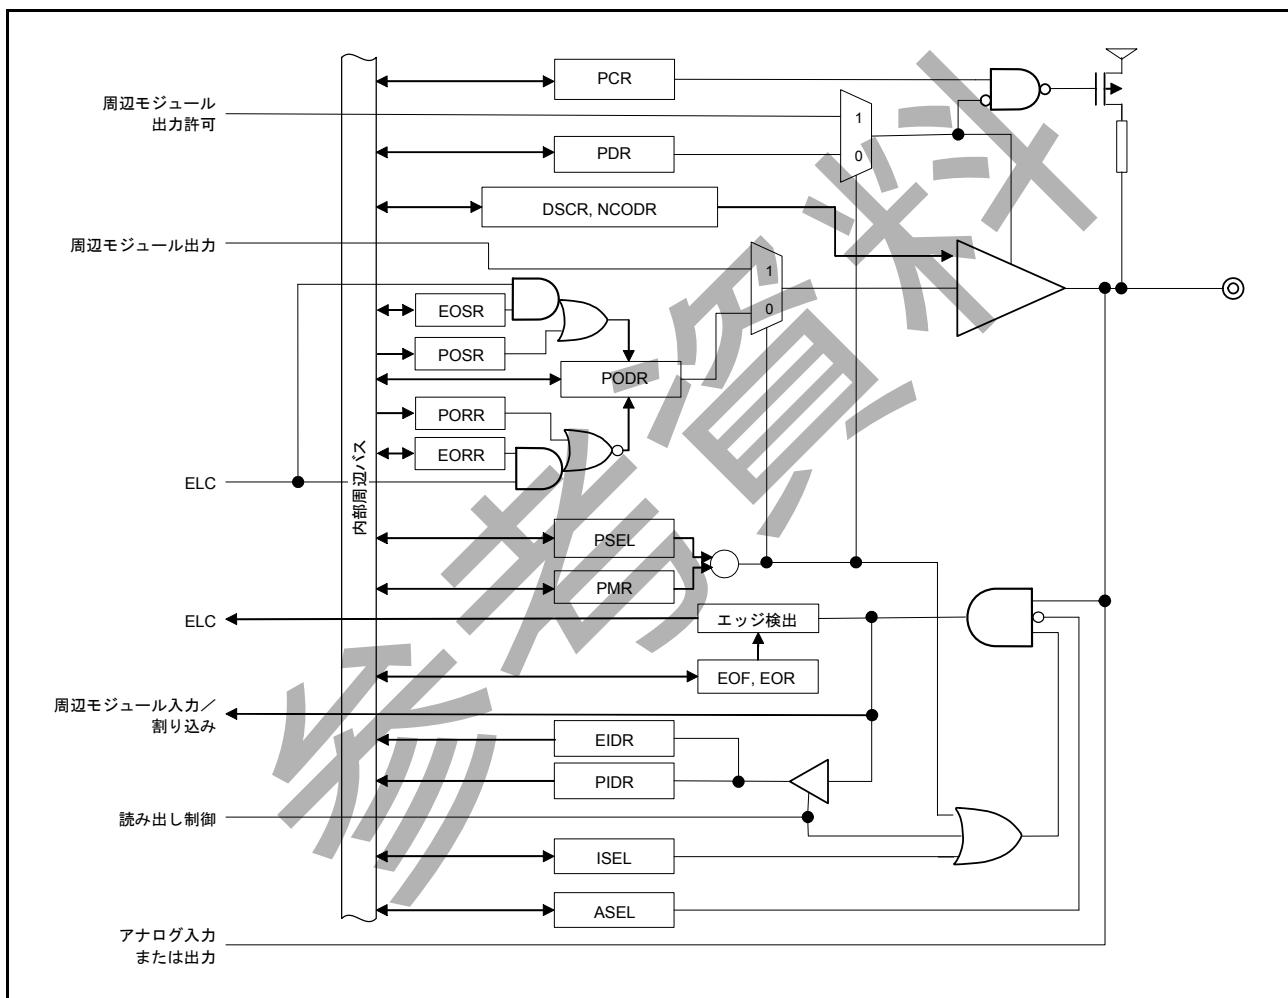 PCR
周辺モジュール
出力許可
1
0
PDR
DSCR, NCODR
周辺モジュール出力
1
0
EOSR
POSR
PODR
PORR
EORR
ELC
内部周辺バス
PSEL
PMR
ELC
エッジ検出
EOF, EOR
周辺モジュール入力／
割り込み
EIDR
PIDR
読み出し制御
ISEL
ASEL
アナログ入力
または出力
参考資料